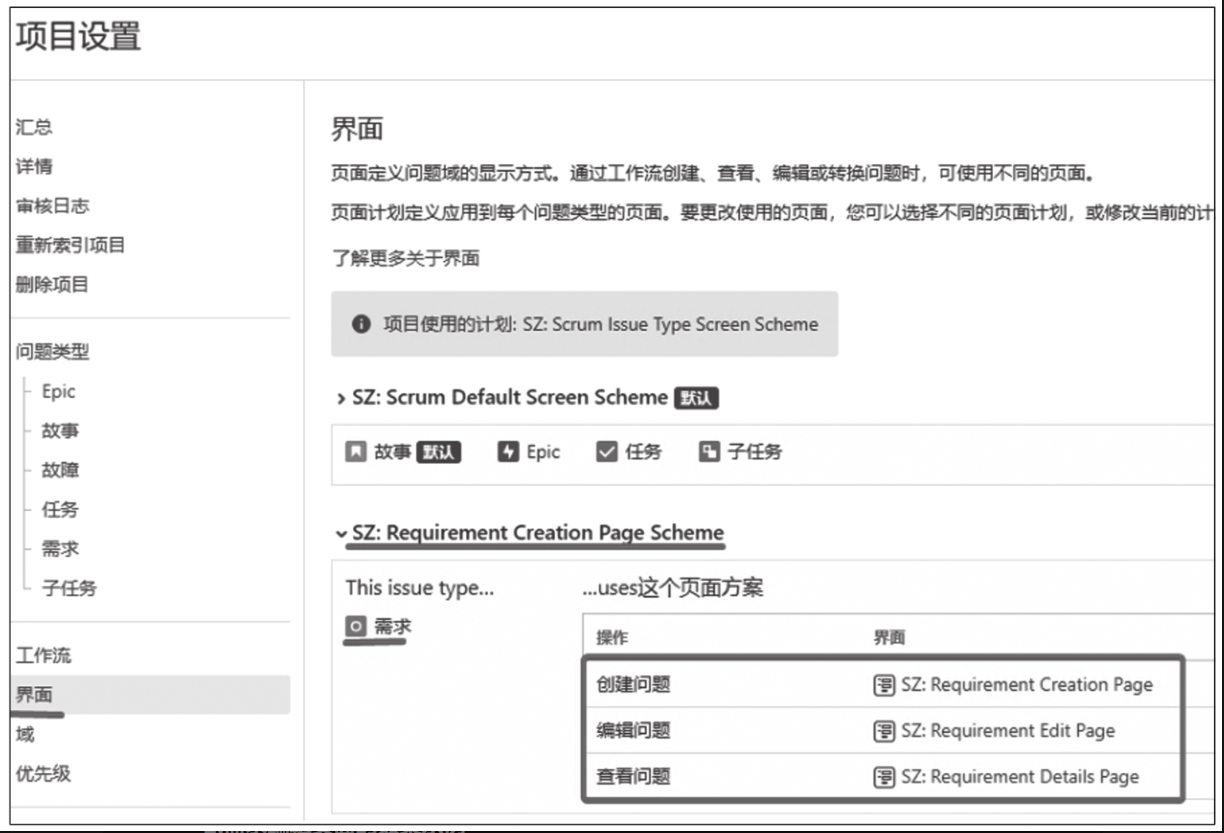 项目设置
汇总
详情
审核日志
重新索引项目
删除项目
问题类型
Epic
故事
故障
任务
需求
子任务
工作流
界面
域
优先级
界面
页面定义问题域的显示方式。通过工作流创建、查看、编辑或转换问题时，可使用不同的页面。
页面计划定义应用到每个问题类型的页面。要更改使用的页面，您可以选择不同的页面计划，或修改当前的计
了解更多关于界面
项目使用的计划: SZ: Scrum Issue Type Screen Scheme
SZ: Scrum Default Screen Scheme 默认
故事 默认 Epic 任务 子任务
SZ: Requirement Creation Page Scheme
This issue type... ...uses这个页面方案
需求
操作 界面
创建问题 SZ: Requirement Creation Page
编辑问题 SZ: Requirement Edit Page
查看问题 SZ: Requirement Details Page